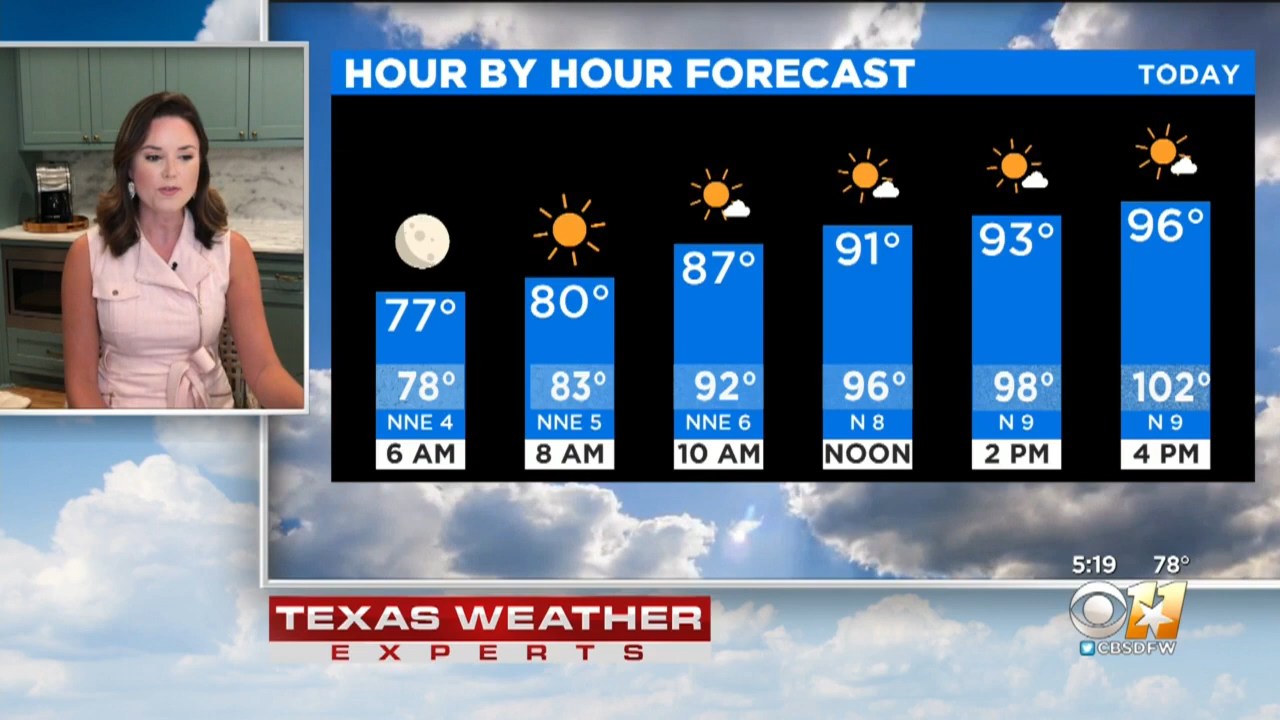 HOUR BY HOUR FORECAST TODAY
77° 80° 87° 91° 93° 96°
78° 83° 92° 96° 98° 102°
NNE 4 NNE 5 NNE 6 N 8 N 9 N 9
6 AM 8 AM 10 AM NOON 2 PM 4 PM
5:19 78°
11
@CBSDFW
TEXAS WEATHER
EXPERTS